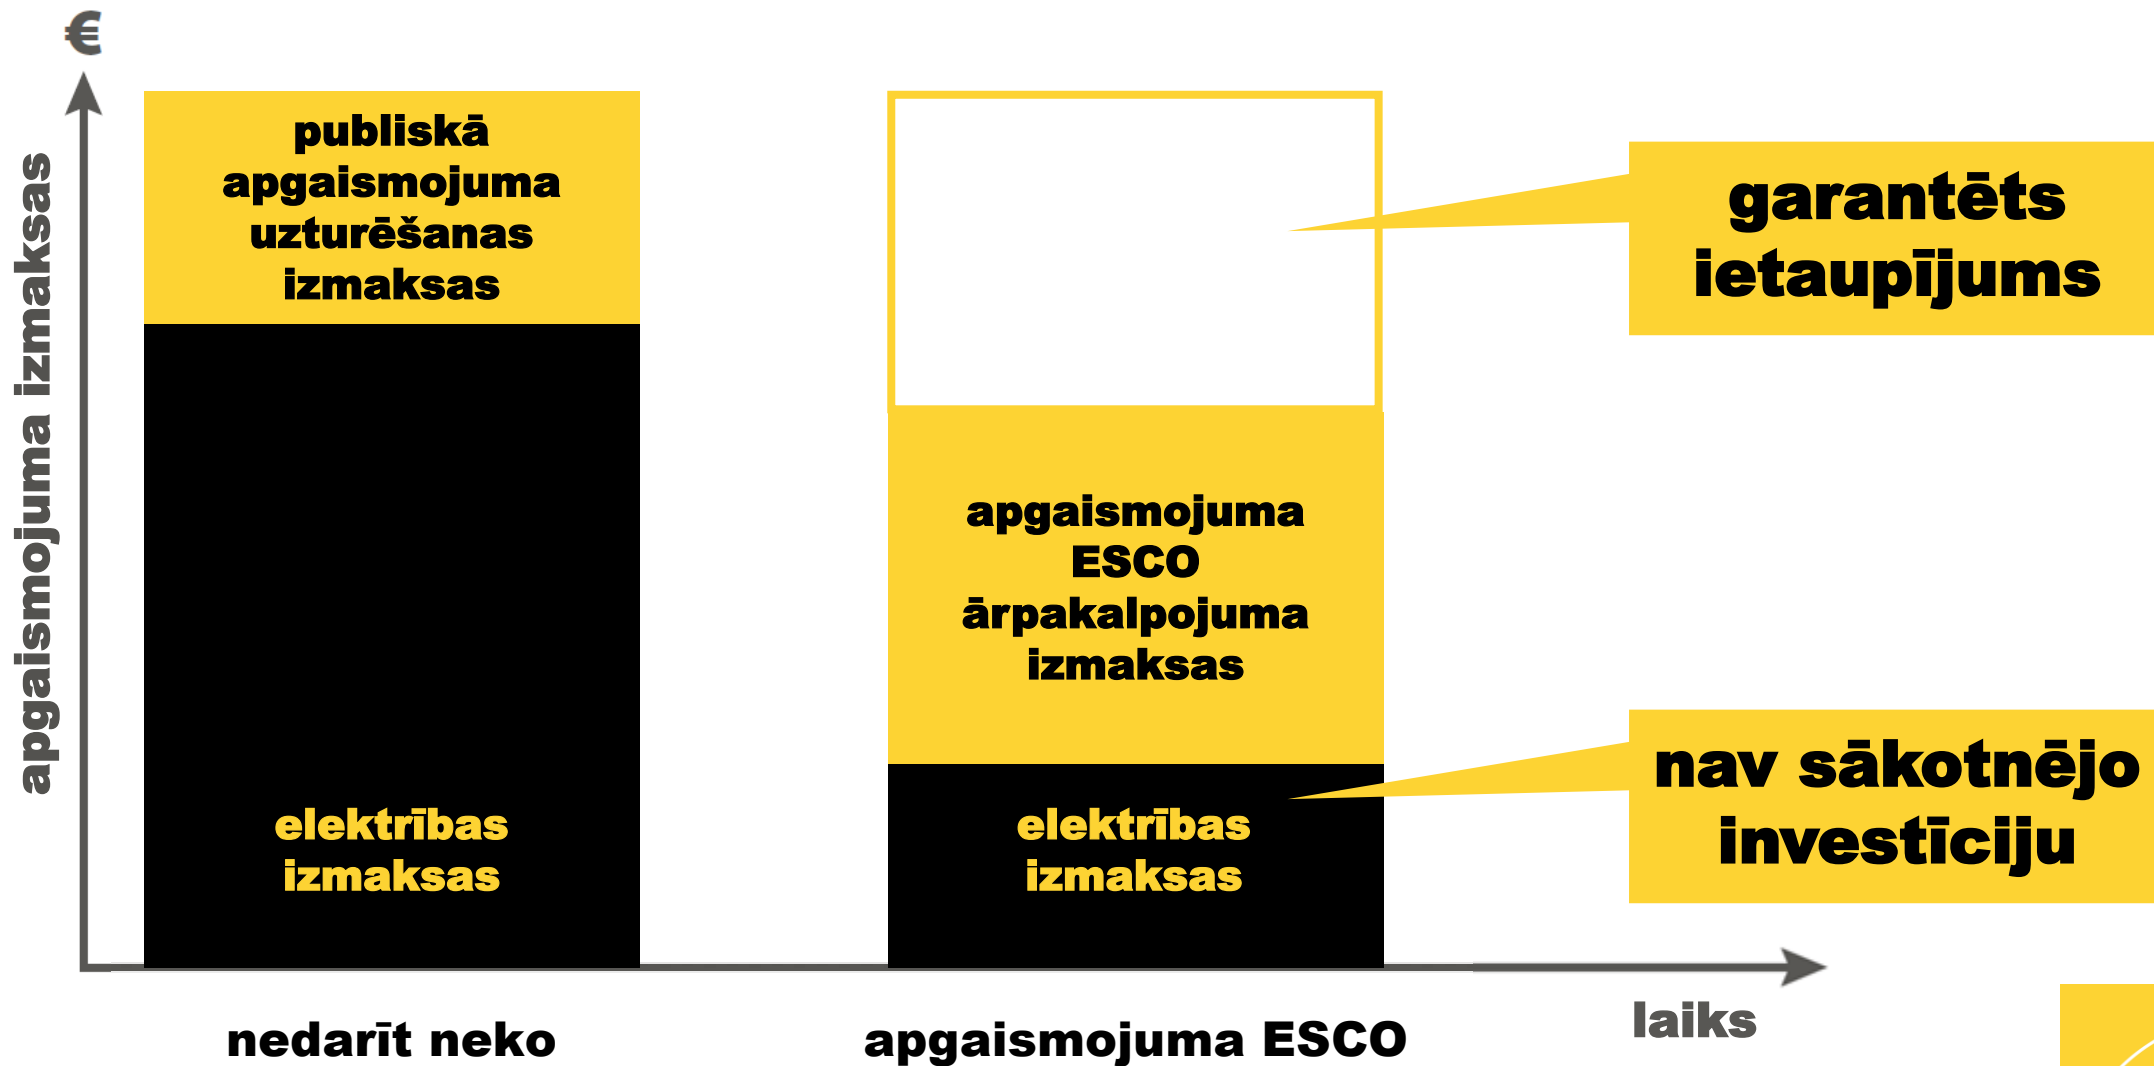 €
apgaismojuma izmaksas
publiskā
apgaismojuma
uzturēšanas
izmaksas
elektrības
izmaksas
apgaismojuma
ESCO
ārpakalpojuma
izmaksas
elektrības
izmaksas
garantēts
ietaupījums
nav sākotnējo
investīciju
nedarīt neko
apgaismojuma ESCO
laiks